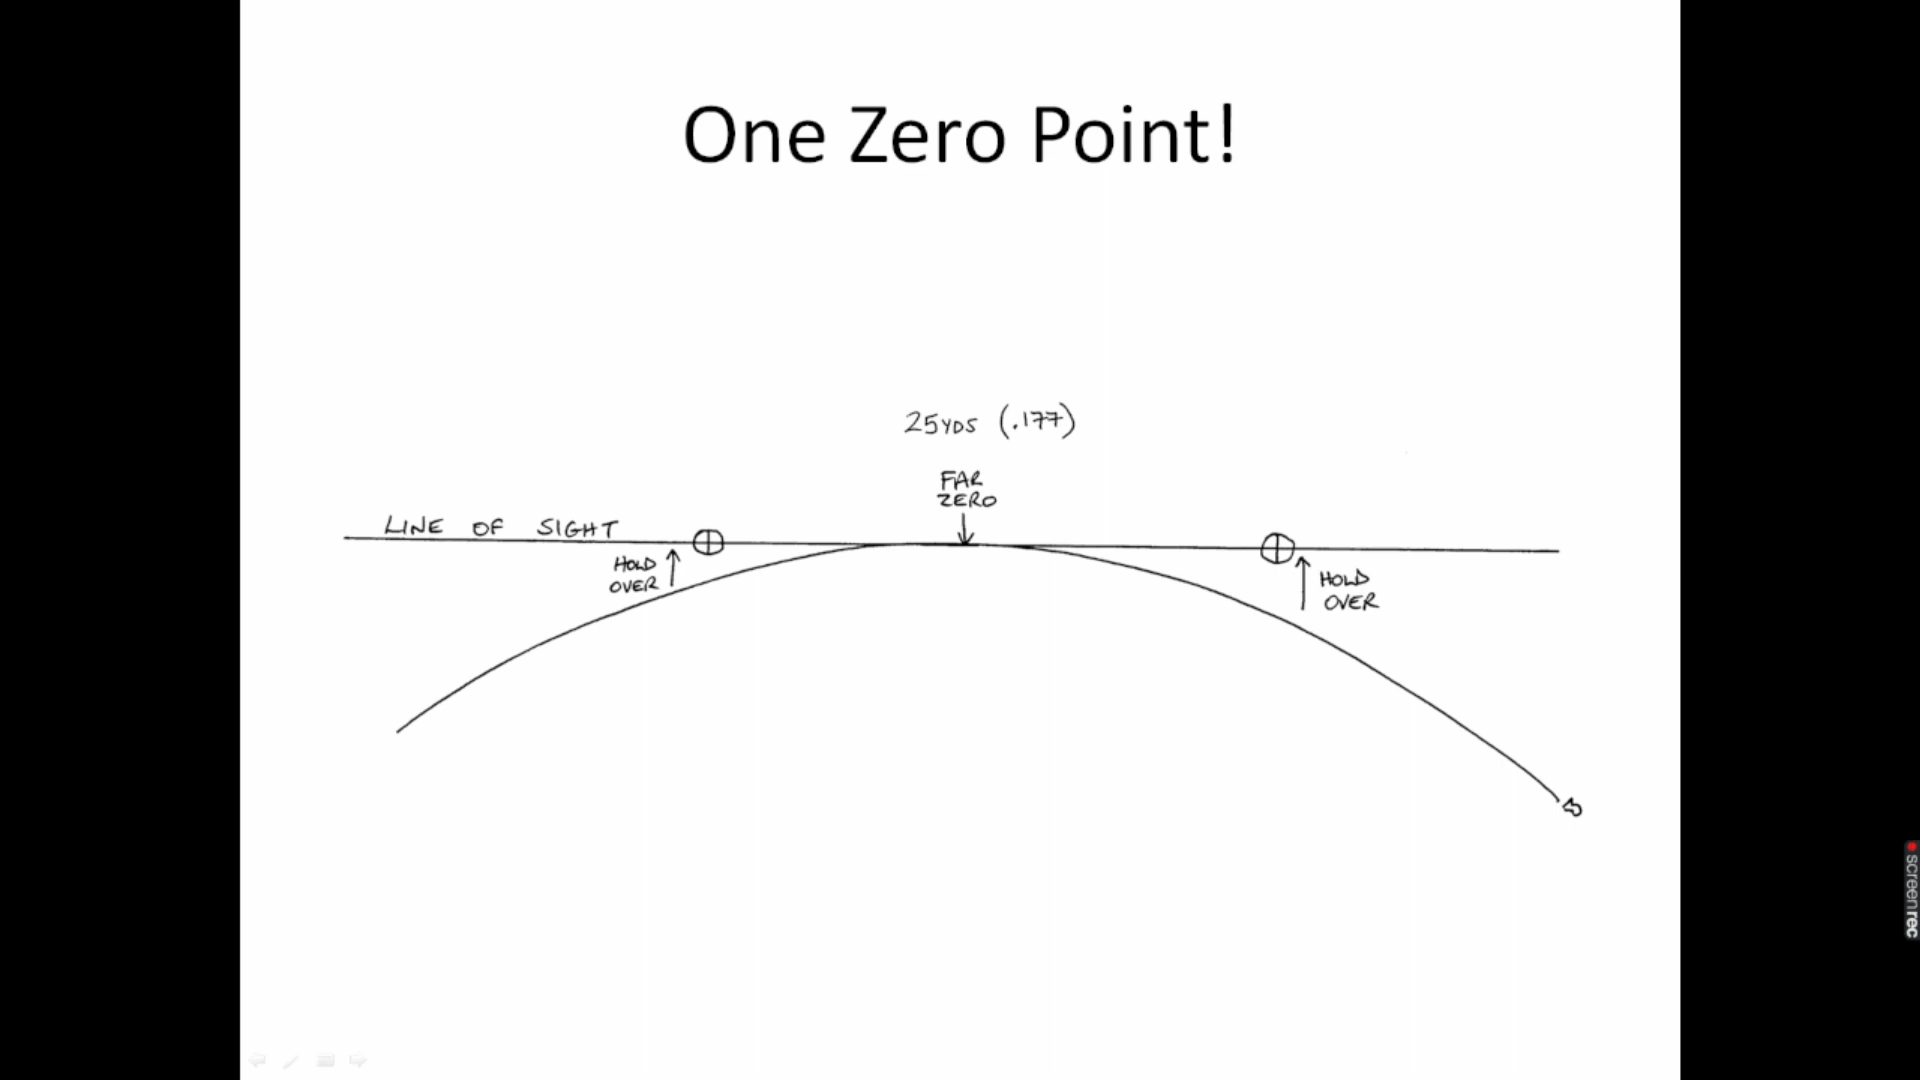 One Zero Point!
25YDS (.177)
FAR
ZERO
LINE OF SIGHT
HOLD
OVER
HOLD
OVER
screenrec